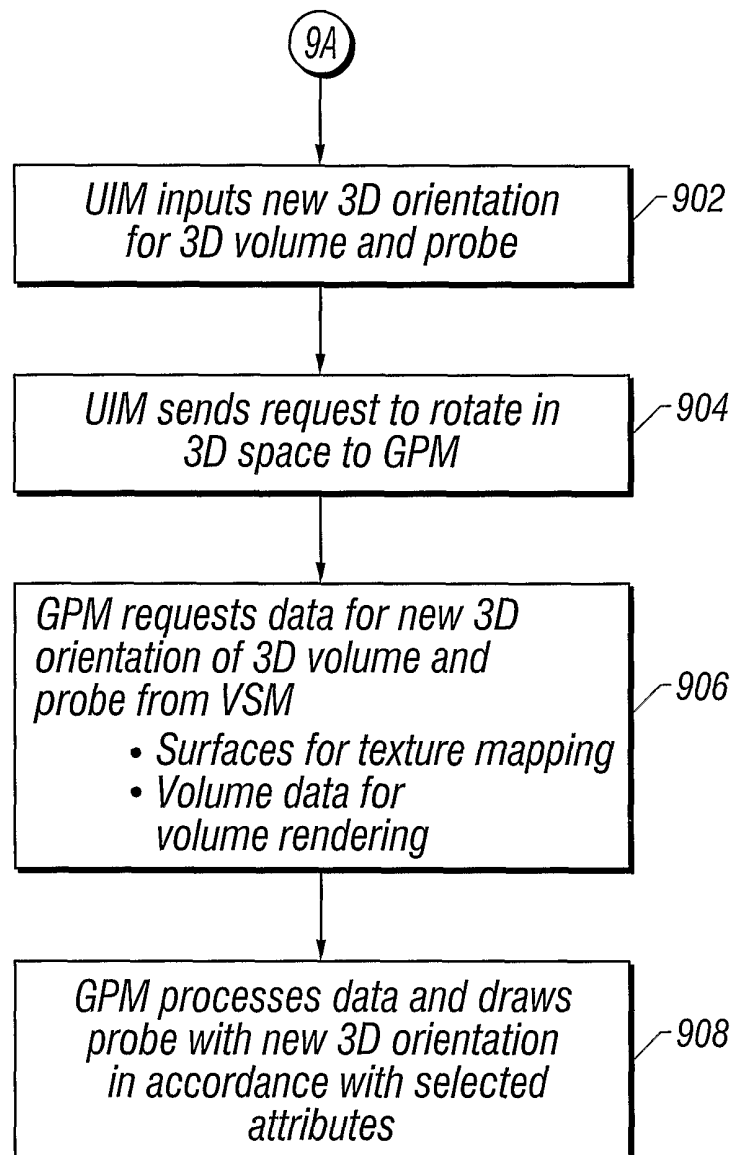 9A
UIM inputs new 3D orientation
for 3D volume and probe
902
UIM sends request to rotate in
3D space to GPM
904
GPM requests data for new 3D
orientation of 3D volume and
probe from VSM
• Surfaces for texture mapping
• Volume data for
volume rendering
906
GPM processes data and draws
probe with new 3D orientation
in accordance with selected
attributes
908